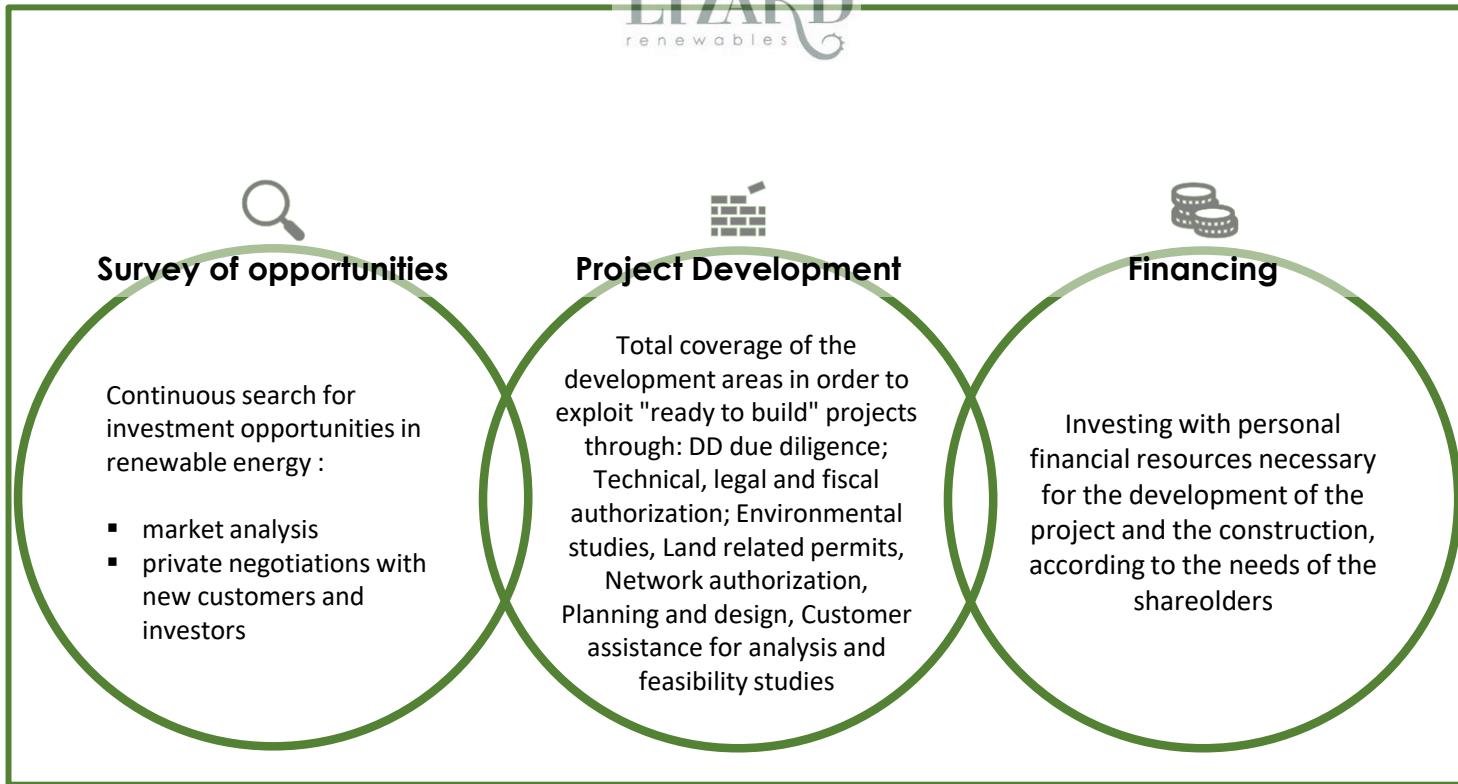 LIZARD
renewables
Survey of opportunities
Continuous search for
investment opportunities in
renewable energy :
▪ market analysis
▪ private negotiations with
new customers and
investors
Project Development
Total coverage of the
development areas in order to
exploit "ready to build" projects
through: DD due diligence;
Technical, legal and fiscal
authorization; Environmental
studies, Land related permits,
Network authorization,
Planning and design, Customer
assistance for analysis and
feasibility studies
Financing
Investing with personal
financial resources necessary
for the development of the
project and the construction,
according to the needs of the
shareolders